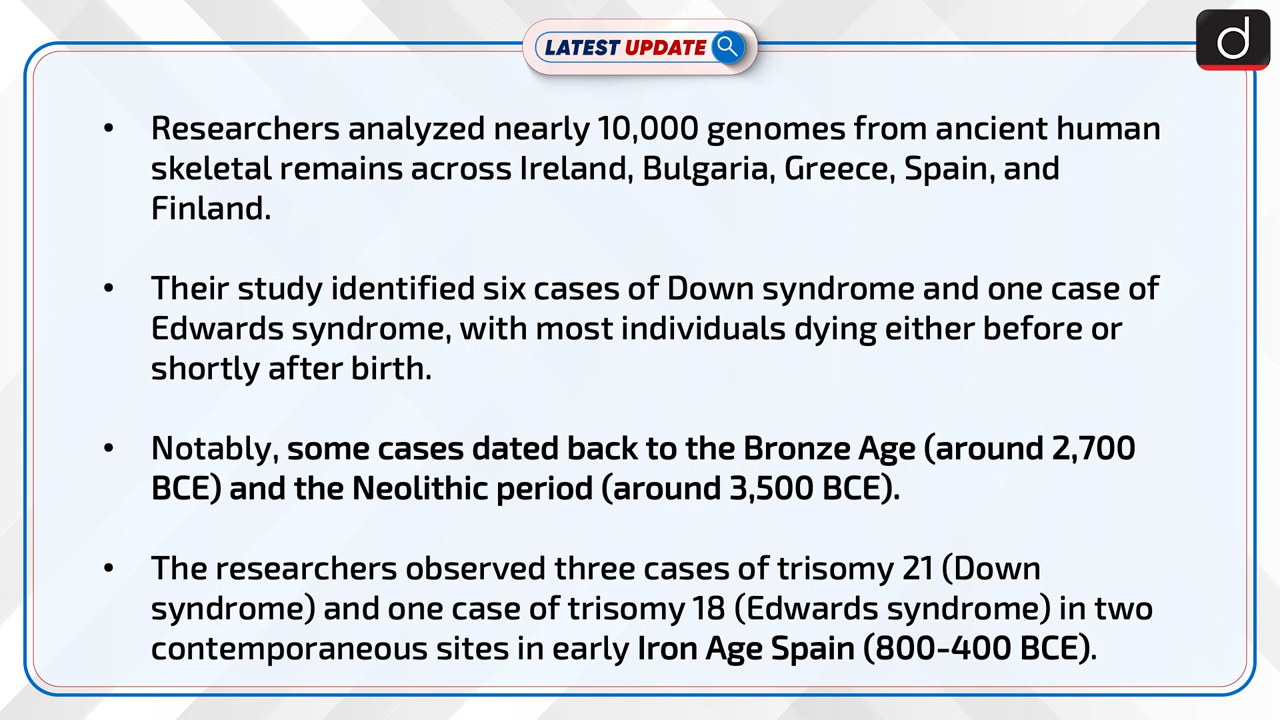 LATEST UPDATE
d
• Researchers analyzed nearly 10,000 genomes from ancient human
skeletal remains across Ireland, Bulgaria, Greece, Spain, and
Finland.
• Their study identified six cases of Down syndrome and one case of
Edwards syndrome, with most individuals dying either before or
shortly after birth.
• Notably, some cases dated back to the Bronze Age (around 2,700
BCE) and the Neolithic period (around 3,500 BCE).
• The researchers observed three cases of trisomy 21 (Down
syndrome) and one case of trisomy 18 (Edwards syndrome) in two
contemporaneous sites in early Iron Age Spain (800-400 BCE).